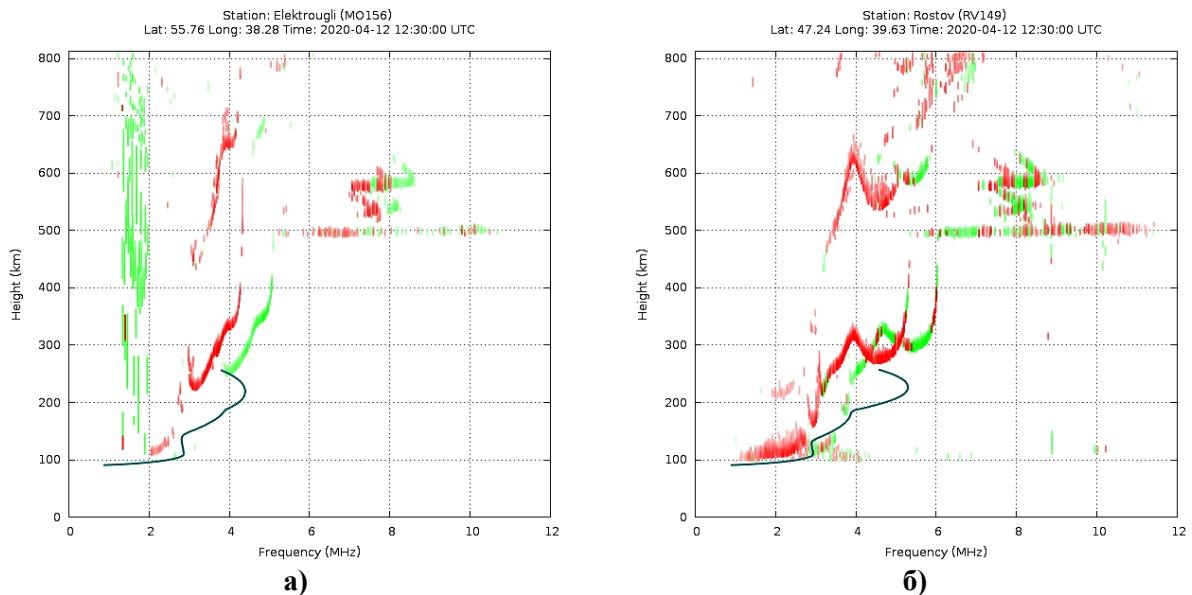 Station: Elektrougli (MO156)
Lat: 55.76 Long: 38.28 Time: 2020-04-12 12:30:00 UTC
800
700
600
500
400
300
200
100
0
Height (km)
0 2 4 6 8 10 12
Frequency (MHz)
а)
Station: Rostov (RV149)
Lat: 47.24 Long: 39.63 Time: 2020-04-12 12:30:00 UTC
800
700
600
500
400
300
200
100
0
Height (km)
0 2 4 6 8 10 12
Frequency (MHz)
б)